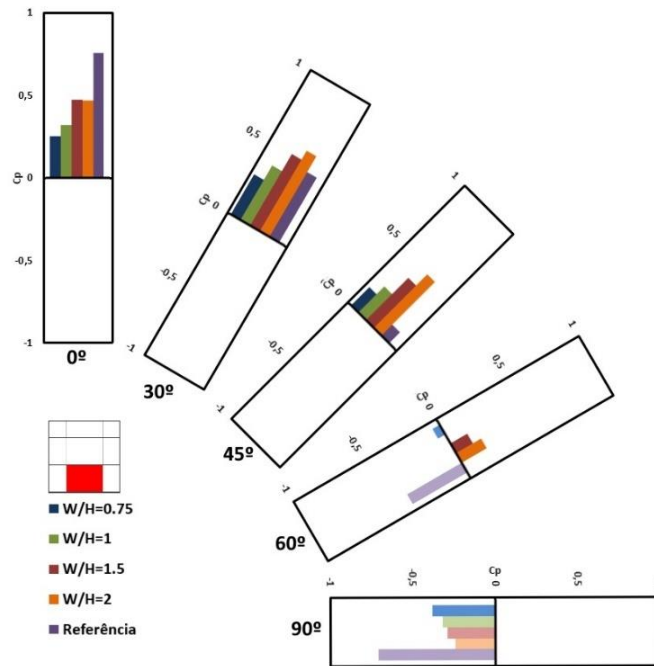 1
0,5
Cp 0
-0,5
-1
0º
1
0,5
Cp 0
-0,5
-1
30º
1
0,5
Cp 0
-0,5
-1
45º
1
0,5
Cp 0
-0,5
-1
60º
Cp
-1 -0,5 0 0,5
90º
W/H=0.75
W/H=1
W/H=1.5
W/H=2
Referência